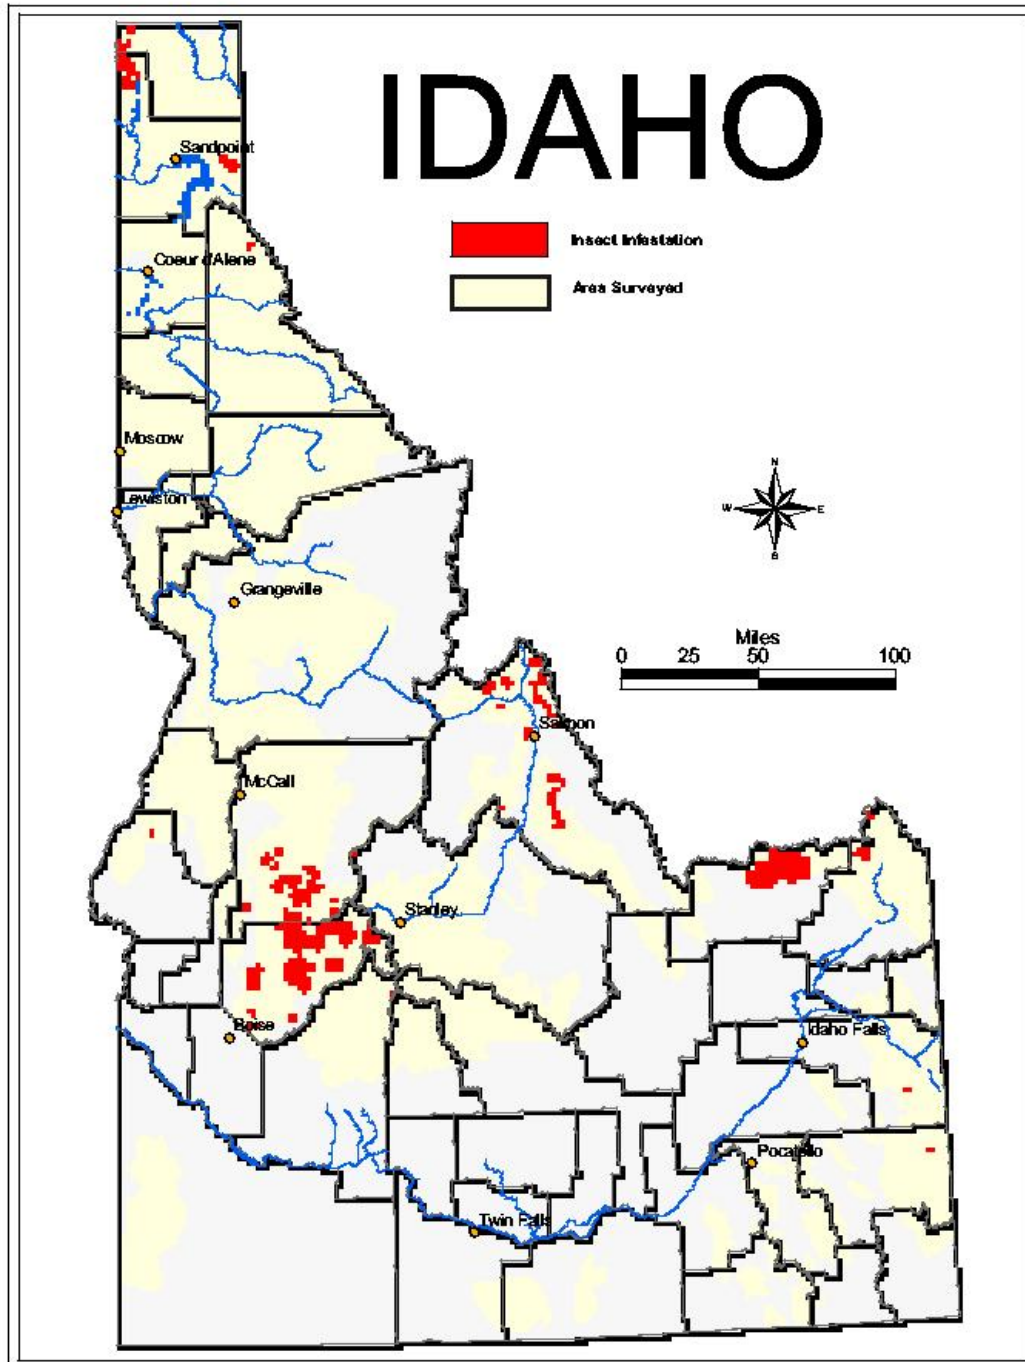 IDAHO
Sandpoint
Insect Infestation
Coeur d'Alene
Area Surveyed
Moscow
N
Lewiston
W
E
S
Grangeville
Miles
0 25 50 100
Salmon
McCall
Stanley
Boise
Idaho Falls
Pocatello
Twin Falls